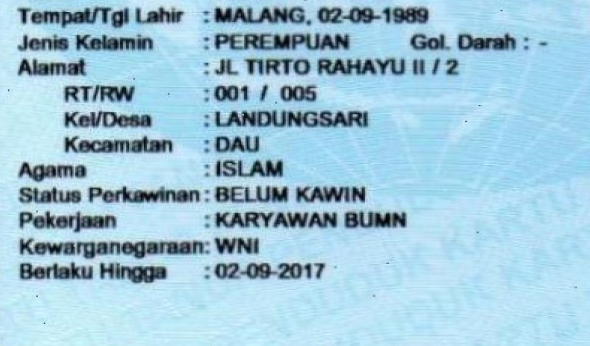 Tempat/Tgl Lahir : MALANG, 02-09-1989
Jenis Kelamin : PEREMPUAN Gol. Darah : -
Alamat : JL TIRTO RAHAYU II / 2
RT/RW : 001 / 005
Kel/Desa : LANDUNGSARI
Kecamatan : DAU
Agama : ISLAM
Status Perkawinan : BELUM KAWIN
Pekerjaan : KARYAWAN BUMN
Kewarganegaraan: WNI
Berlaku Hingga : 02-09-2017